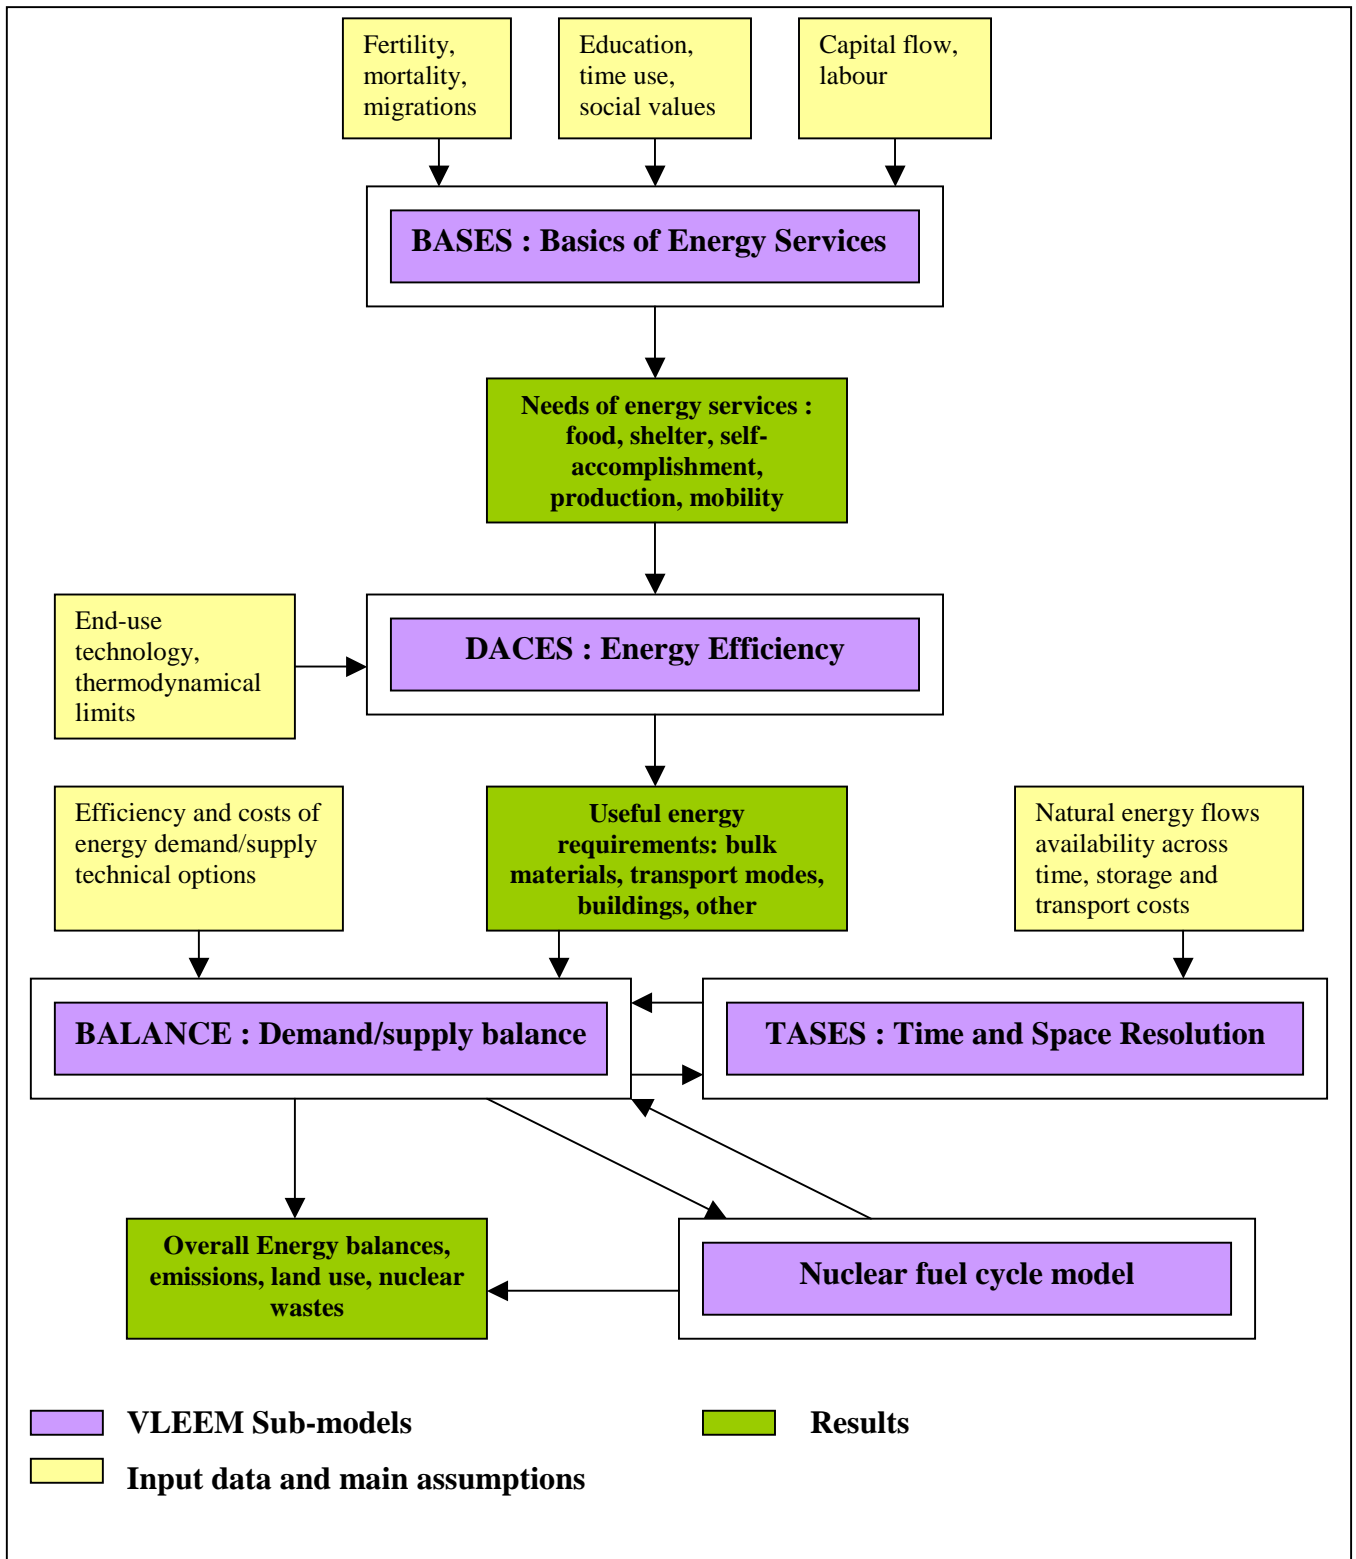 Fertility,
mortality,
migrations
Education,
time use,
social values
Capital flow,
labour
BASES : Basics of Energy Services
Needs of energy services :
food, shelter, self-
accomplishment,
production, mobility
End-use
technology,
thermodynamical
limits
DACES : Energy Efficiency
Efficiency and costs of
energy demand/supply
technical options
Useful energy
requirements: bulk
materials, transport modes,
buildings, other
Natural energy flows
availability across
time, storage and
transport costs
BALANCE : Demand/supply balance
TASES : Time and Space Resolution
Overall Energy balances,
emissions, land use, nuclear
wastes
Nuclear fuel cycle model
VLEEM Sub-models
Results
Input data and main assumptions